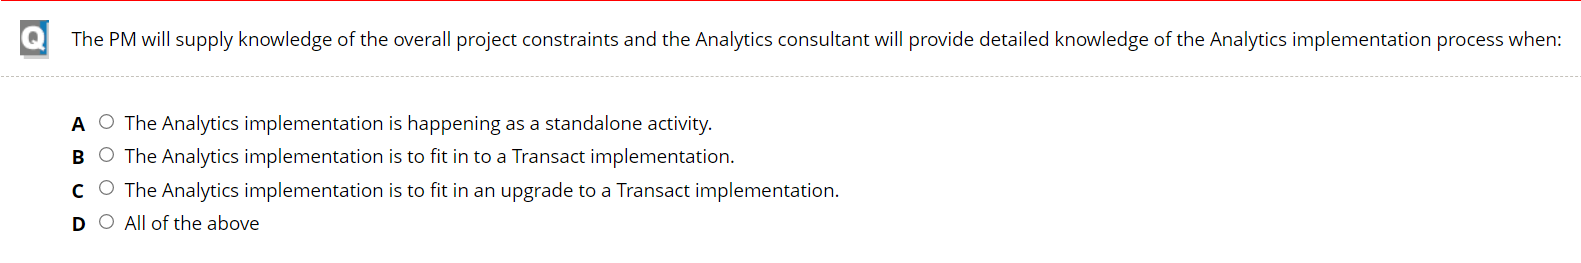 Q The PM will supply knowledge of the overall project constraints and the Analytics consultant will provide detailed knowledge of the Analytics implementation process when:
A The Analytics implementation is happening as a standalone activity.
B The Analytics implementation is to fit in to a Transact implementation.
C The Analytics implementation is to fit in an upgrade to a Transact implementation.
D All of the above